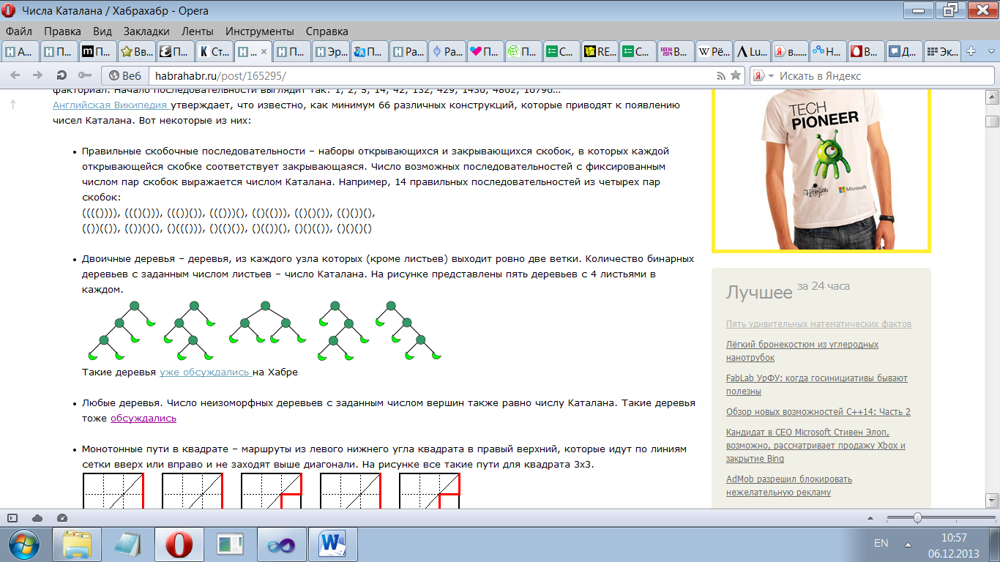 Числа Каталана / Хабрахабр - Opera
Файл Правка Вид Закладки Ленты Инструменты Справка
А... П... П... Вв... П... Ст... ... П... Эр... П... Ра... Ра... П... П... С... RE... С... В... Рё... Lu... в...... Н... В... Д... Эк...
Веб habrahabr.ru/post/165295/ Искать в Яндекс
факториал. Начало последовательности выглядит так: 1, 2, 5, 14, 42, 132, 429, 1430, 4862, 16796…
Английская Википедия утверждает, что известно, как минимум 66 различных конструкций, которые приводят к появлению
чисел Каталана. Вот некоторые из них:
• Правильные скобочные последовательности – наборы открывающихся и закрывающихся скобок, в которых каждой
открывающейся скобке соответствует закрывающаяся. Число возможных последовательностей с фиксированным
числом пар скобок выражается числом Каталана. Например, 14 правильных последовательностей из четырех пар
скобок:
(((()))), ((()())), ((())()), ((()))(), (()(())), (()()()), (()())(),
(())(()), (())()(), ()((())), ()(()()), ()(())(), ()()(()), ()()()()
• Двоичные деревья – деревья, из каждого узла которых (кроме листьев) выходит ровно две ветки. Количество бинарных
деревьев с заданным числом листьев – число Каталана. На рисунке представлены пять деревьев с 4 листьями в
каждом.
Такие деревья уже обсуждались на Хабре
• Любые деревья. Число неизоморфных деревьев с заданным числом вершин также равно числу Каталана. Такие деревья
тоже обсуждались
• Монотонные пути в квадрате – маршруты из левого нижнего угла квадрата в правый верхний, которые идут по линиям
сетки вверх или вправо и не заходят выше диагонали. На рисунке все такие пути для квадрата 3x3.
TECH
PIONEER
Microsoft
Лучшее за 24 часа
Пять удивительных математических фактов
Лёгкий бронекостюм из углеродных
нанотрубок
FabLab УрФУ: когда госинициативы бывают
полезны
Обзор новых возможностей C++14: Часть 2
Кандидат в CEO Microsoft Стивен Элоп,
возможно, рассматривает продажу Xbox и
закрытие Bing
AdMob разрешил блокировать
нежелательную рекламу
EN
10:57
06.12.2013